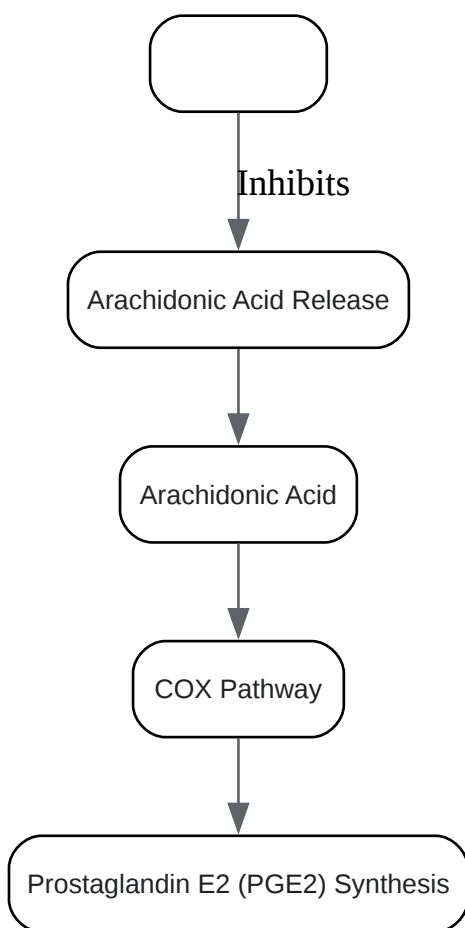 Inhibits
Arachidonic Acid Release
Arachidonic Acid
COX Pathway
Prostaglandin E2 (PGE2) Synthesis